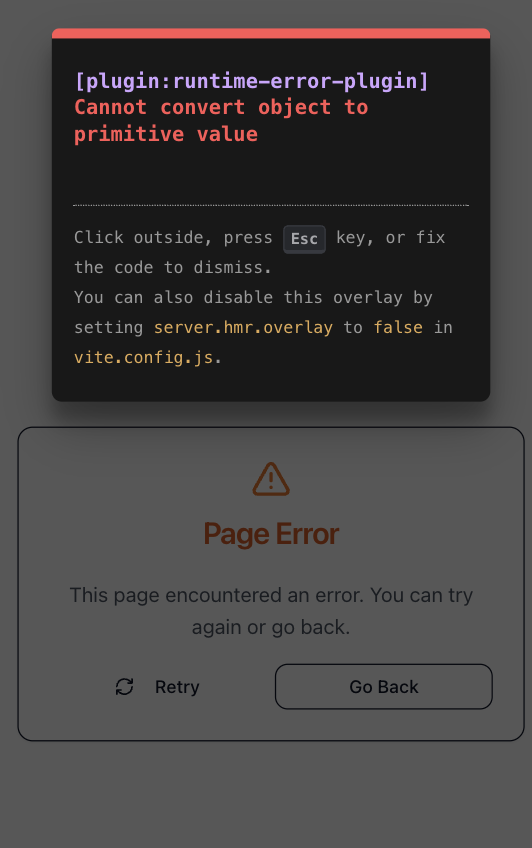 [plugin:runtime-error-plugin]
Cannot convert object to
primitive value
Click outside, press Esc key, or fix
the code to dismiss.
You can also disable this overlay by
setting server.hmr.overlay to false in
vite.config.js.
Page Error
This page encountered an error. You can try
again or go back.
Retry
Go Back